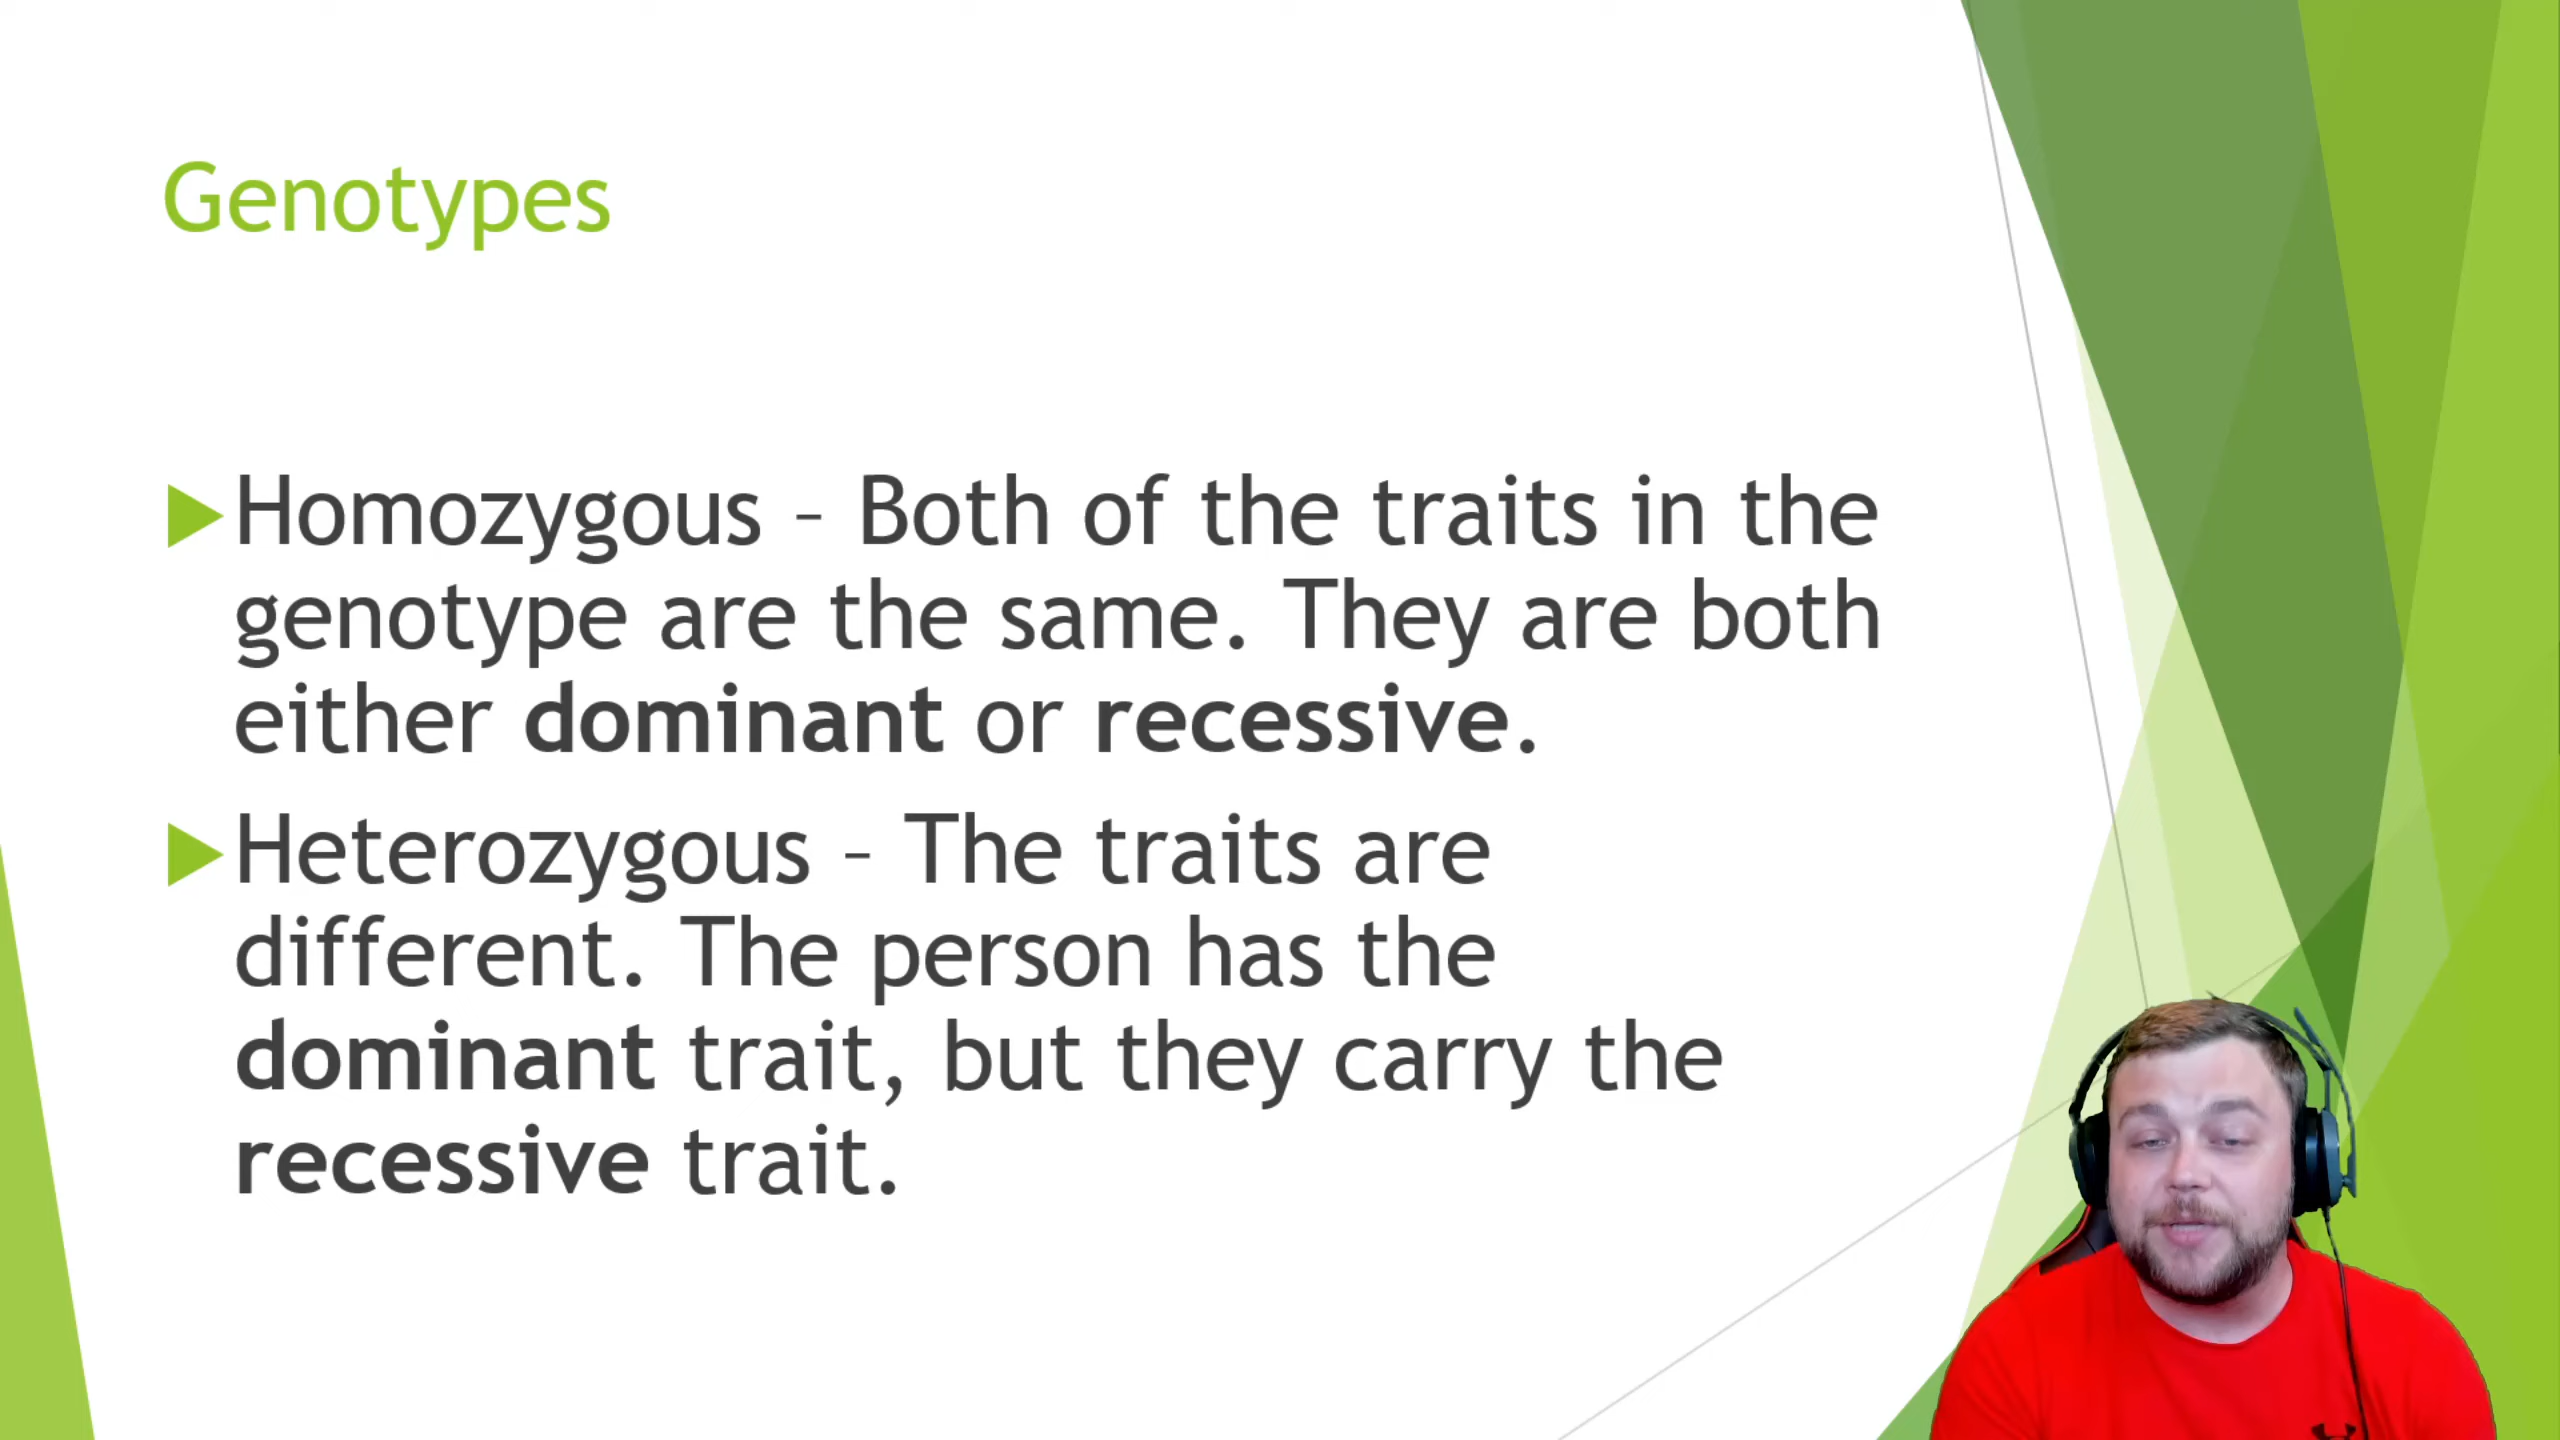 Genotypes
Homozygous – Both of the traits in the
genotype are the same. They are both
either dominant or recessive.
Heterozygous – The traits are
different. The person has the
dominant trait, but they carry the
recessive trait.